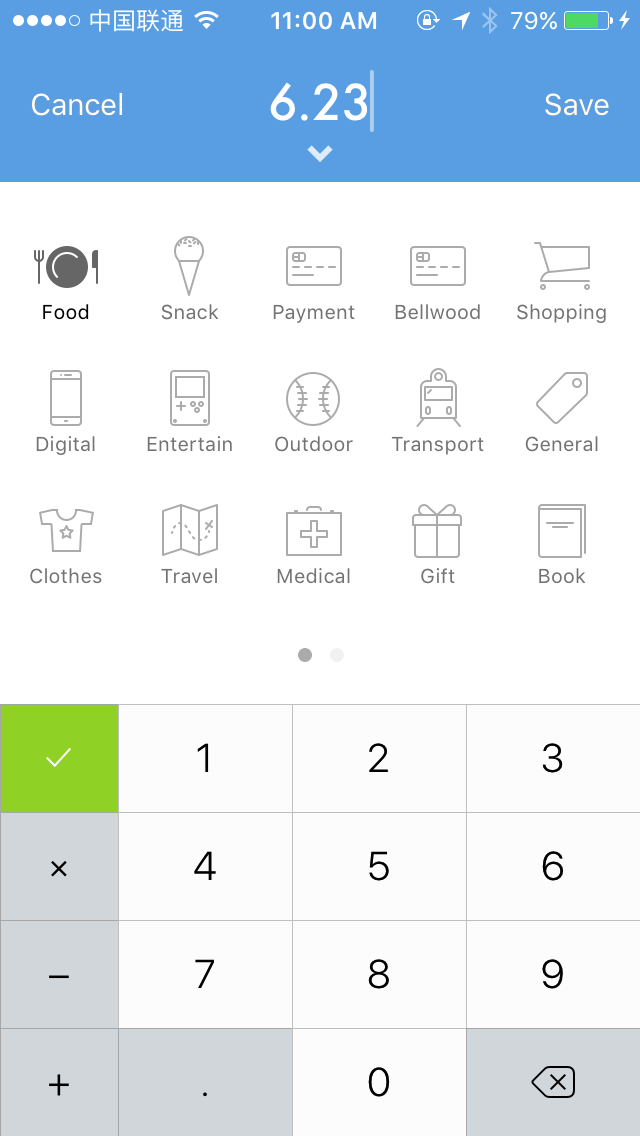 中国联通 11:00 AM 79%
Cancel 6.23 Save
Food Snack Payment Bellwood Shopping
Digital Entertain Outdoor Transport General
Clothes Travel Medical Gift Book
1 2 3
× 4 5 6
− 7 8 9
+ . 0